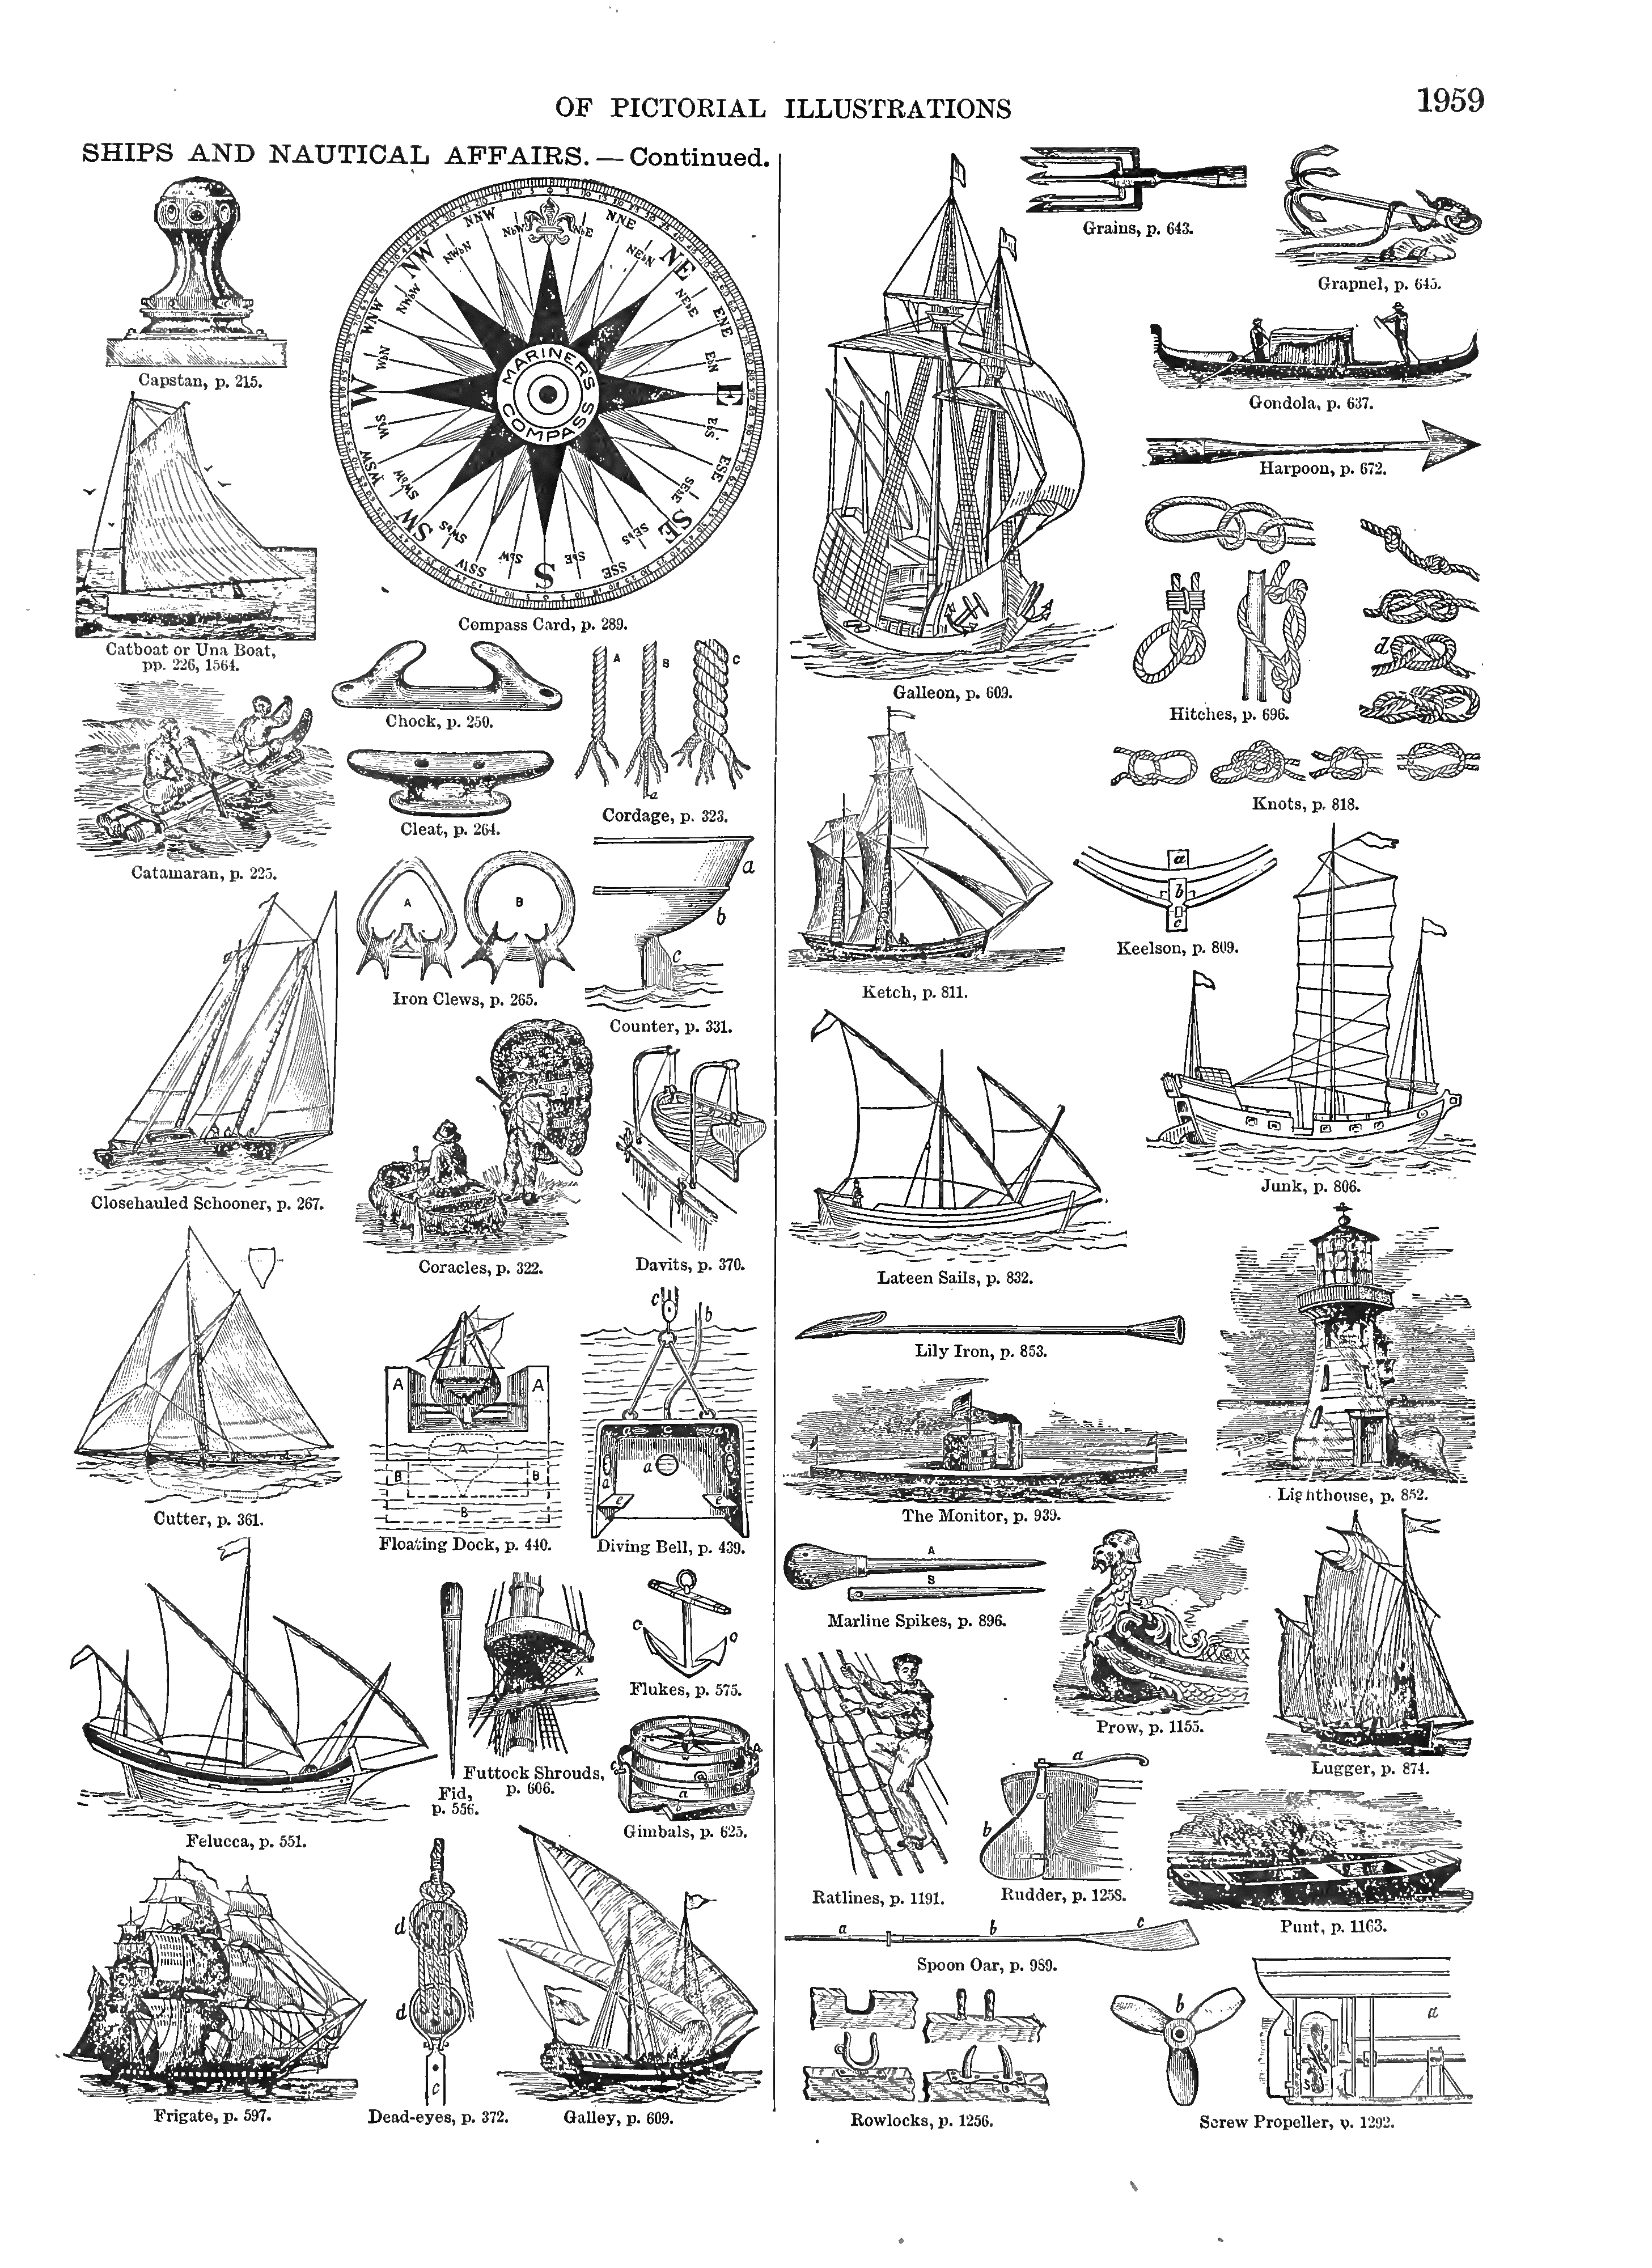 OF PICTORIAL ILLUSTRATIONS
1959
SHIPS AND NAUTICAL AFFAIRS. — Continued.
Capstan, p. 215.
NNW
NbW
NbE
NNE
NW
NWbN
NEbN
NE
NWbW
NEbE
WNW
ENE
WbN
EbN
W
MARINERS
COMPASS
E
WbS
EbS
WSW
ESE
SWbW
SEbE
SW
SWbS
SEbS
SE
SSW
SbW
S
SbE
SSE
Compass Card, p. 289.
Catboat or Una Boat,
pp. 226, 1564.
Chock, p. 250.
A B C
a
Cordage, p. 323.
Catamaran, p. 225.
Cleat, p. 264.
A B
Iron Clews, p. 265.
a
b
c
Counter, p. 331.
Closehauled Schooner, p. 267.
Coracles, p. 322.
Davits, p. 370.
Cutter, p. 361.
A A
A
B B
B
Floating Dock, p. 440.
c b
a c a
a a a
e e
Diving Bell, p. 439.
Felucca, p. 551.
Fid,
p. 556.
X
Futtock Shrouds,
p. 606.
Flukes, p. 575.
a
Gimbals, p. 625.
Frigate, p. 597.
d
d
c
Dead-eyes, p. 372.
Galley, p. 609.
Galleon, p. 609.
Grains, p. 643.
Grapnel, p. 645.
Gondola, p. 637.
Harpoon, p. 672.
Hitches, p. 696.
d
Knots, p. 818.
Ketch, p. 811.
a
b
c
Keelson, p. 809.
Junk, p. 806.
Lateen Sails, p. 832.
Lily Iron, p. 853.
Lighthouse, p. 852.
The Monitor, p. 939.
A
B
Marline Spikes, p. 896.
Prow, p. 1155.
Lugger, p. 874.
Ratlines, p. 1191.
a
b
Rudder, p. 1258.
Punt, p. 1163.
a b c
Spoon Oar, p. 989.
Rowlocks, p. 1256.
b
a
S
Screw Propeller, p. 1292.